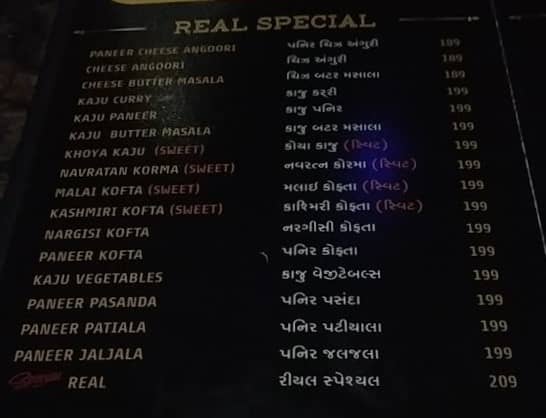 REAL SPECIAL
PANEER CHEESE ANGOORI પનિર ચિઝ અંગુરી 189
CHEESE ANGOORI ચિઝ અંગુરી 189
CHEESE BUTTER MASALA ચિઝ બટર મસાલા 189
KAJU CURRY કાજુ કરરી 199
KAJU PANEER કાજુ પનિર 199
KAJU BUTTER MASALA કાજુ બટર મસાલા 199
KHOYA KAJU (SWEET) કોયા કાજુ (સ્વિટ) 199
NAVRATAN KORMA (SWEET) નવરત્ન કોરમા (સ્વિટ) 199
MALAI KOFTA (SWEET) મલાઇ કોફતા (સ્વિટ) 199
KASHMIRI KOFTA (SWEET) કાશ્મિરી કોફતા (સ્વિટ) 199
NARGISI KOFTA નરગીસી કોફતા 199
PANEER KOFTA પનિર કોફતા 199
KAJU VEGETABLES કાજુ વેજીટેબલ્સ 199
PANEER PASANDA પનિર પસંદા 199
PANEER PATIALA પનિર પટીયાલા 199
PANEER JALJALA પનિર જલજલા 199
REAL રીયલ સ્પેશ્યલ 209